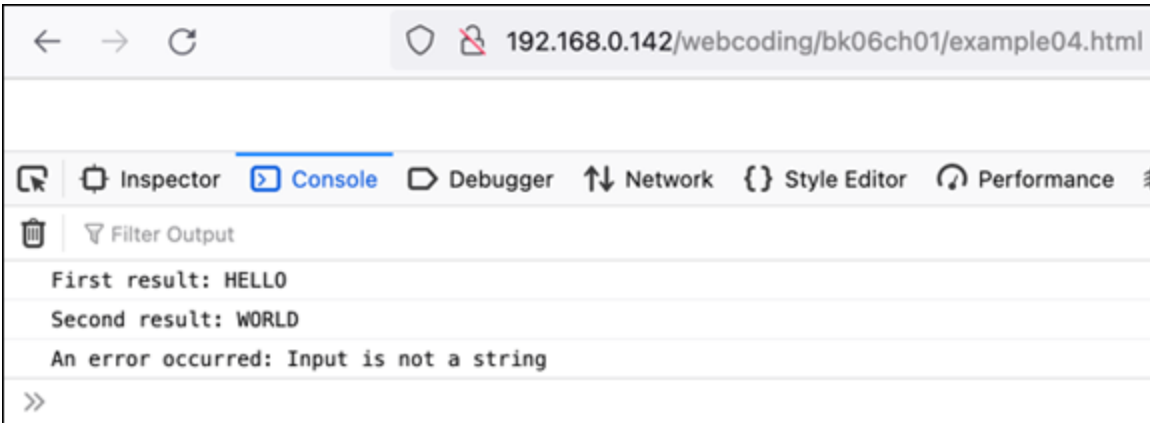 192.168.0.142/webcoding/bk06ch01/example04.html
Inspector Console Debugger Network {} Style Editor Performance
Filter Output
First result: HELLO
Second result: WORLD
An error occurred: Input is not a string
»